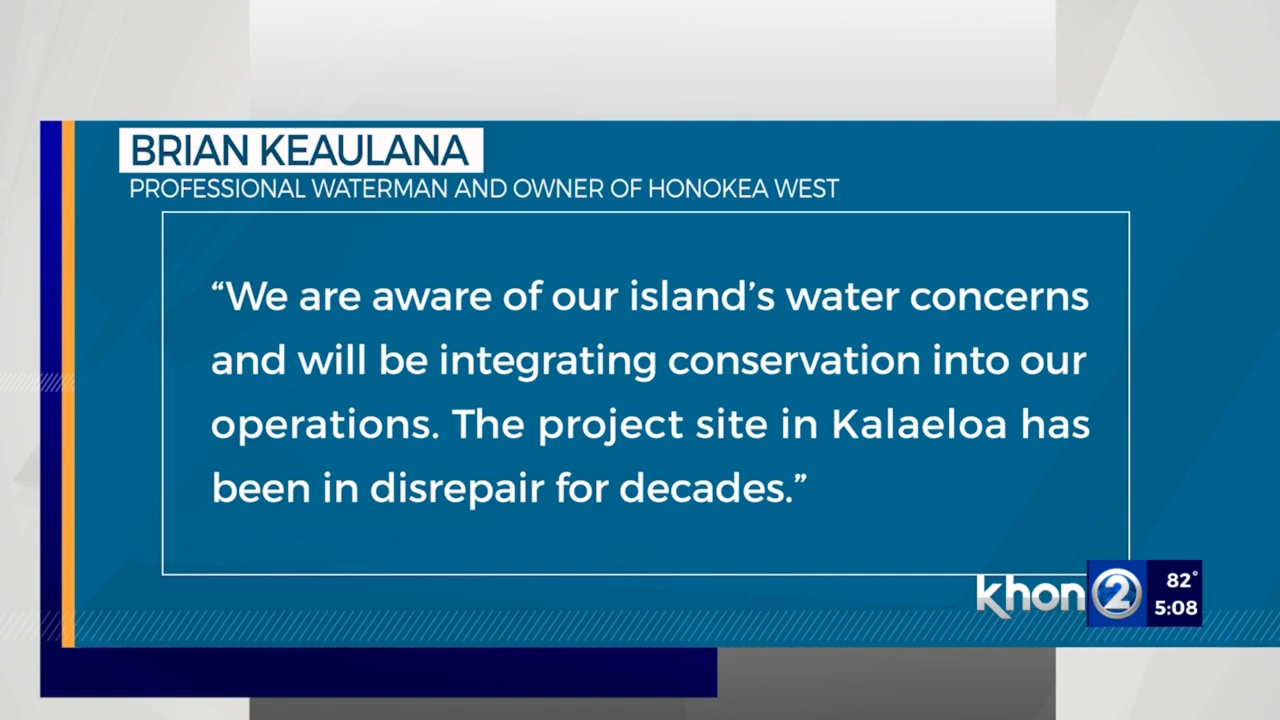 BRIAN KEAULANA
PROFESSIONAL WATERMAN AND OWNER OF HONOKEA WEST
“We are aware of our island’s water concerns
and will be integrating conservation into our
operations. The project site in Kalaeloa has
been in disrepair for decades.”
khon 2
82°
5:08